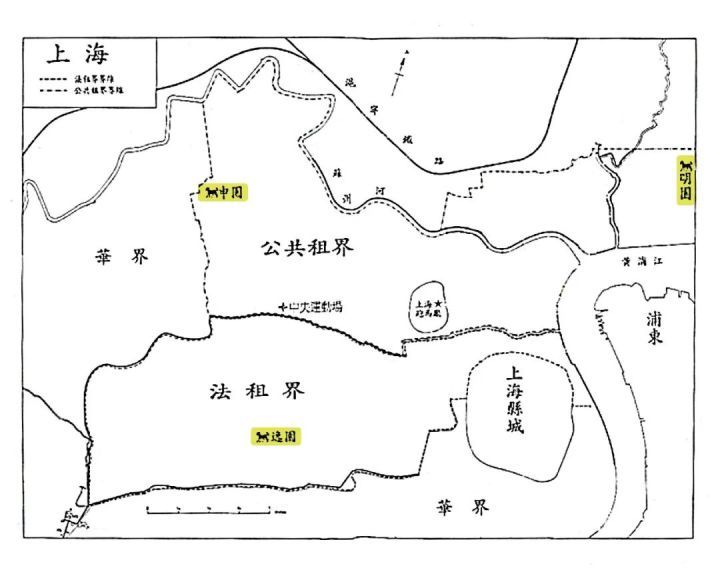 上海
法租界界線
公共租界界線
滬寧鐵路
蘇州河
申園
明園
華界
公共租界
黃浦江
中央運動場
上海
跑馬廳
浦東
法租界
上海縣城
逸園
華界